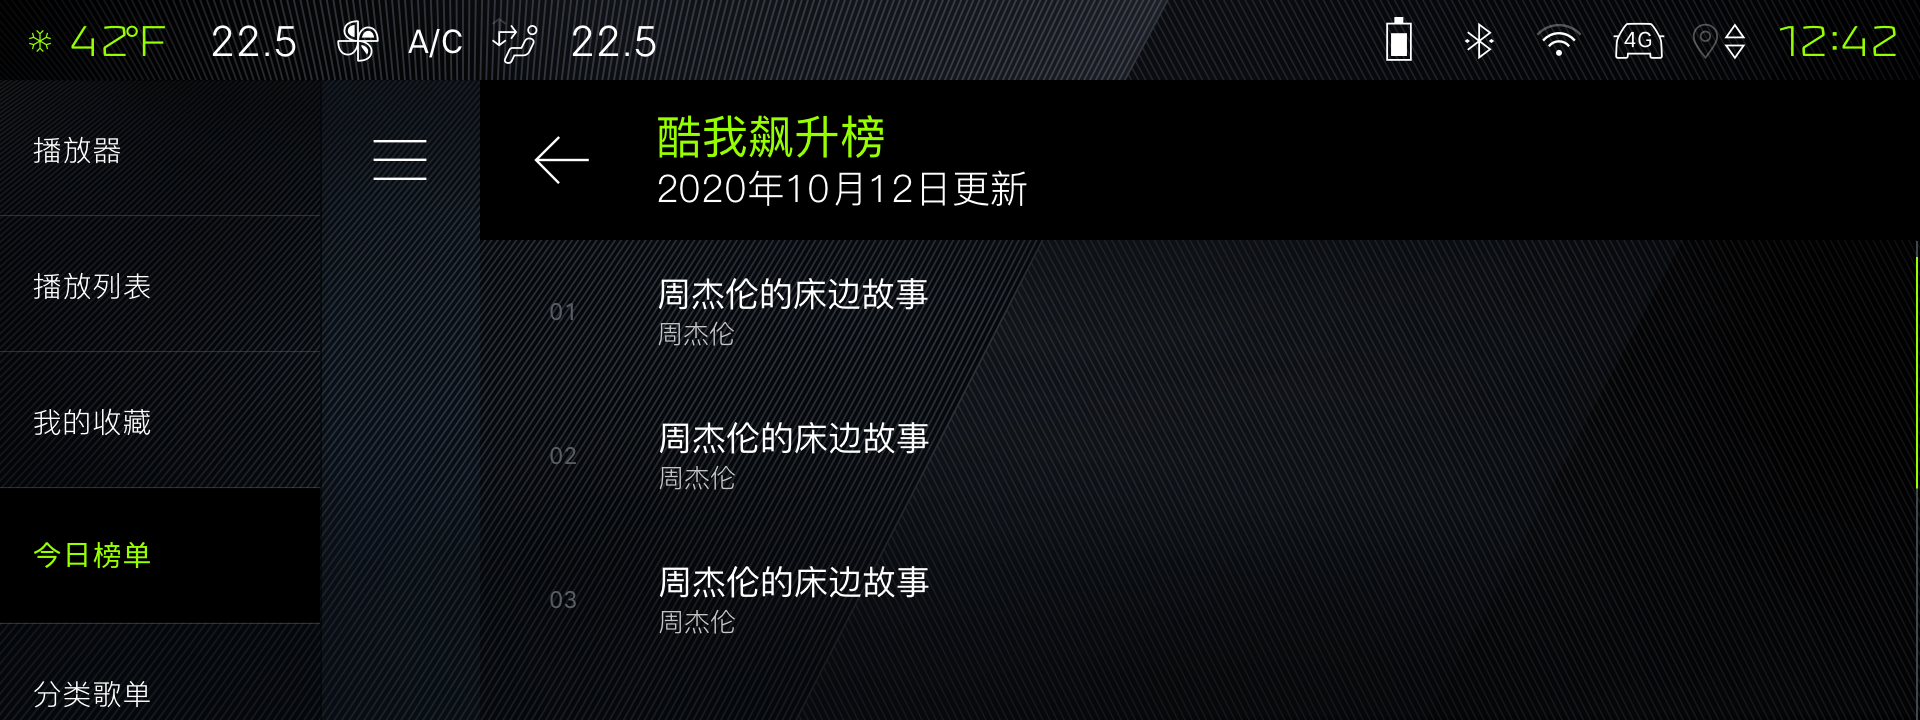 42°F 22.5 A/C 22.5 4G 12:42
播放器
播放列表
我的收藏
今日榜单
分类歌单
酷我飙升榜
2020年10月12日更新
01 周杰伦的床边故事
周杰伦
02 周杰伦的床边故事
周杰伦
03 周杰伦的床边故事
周杰伦